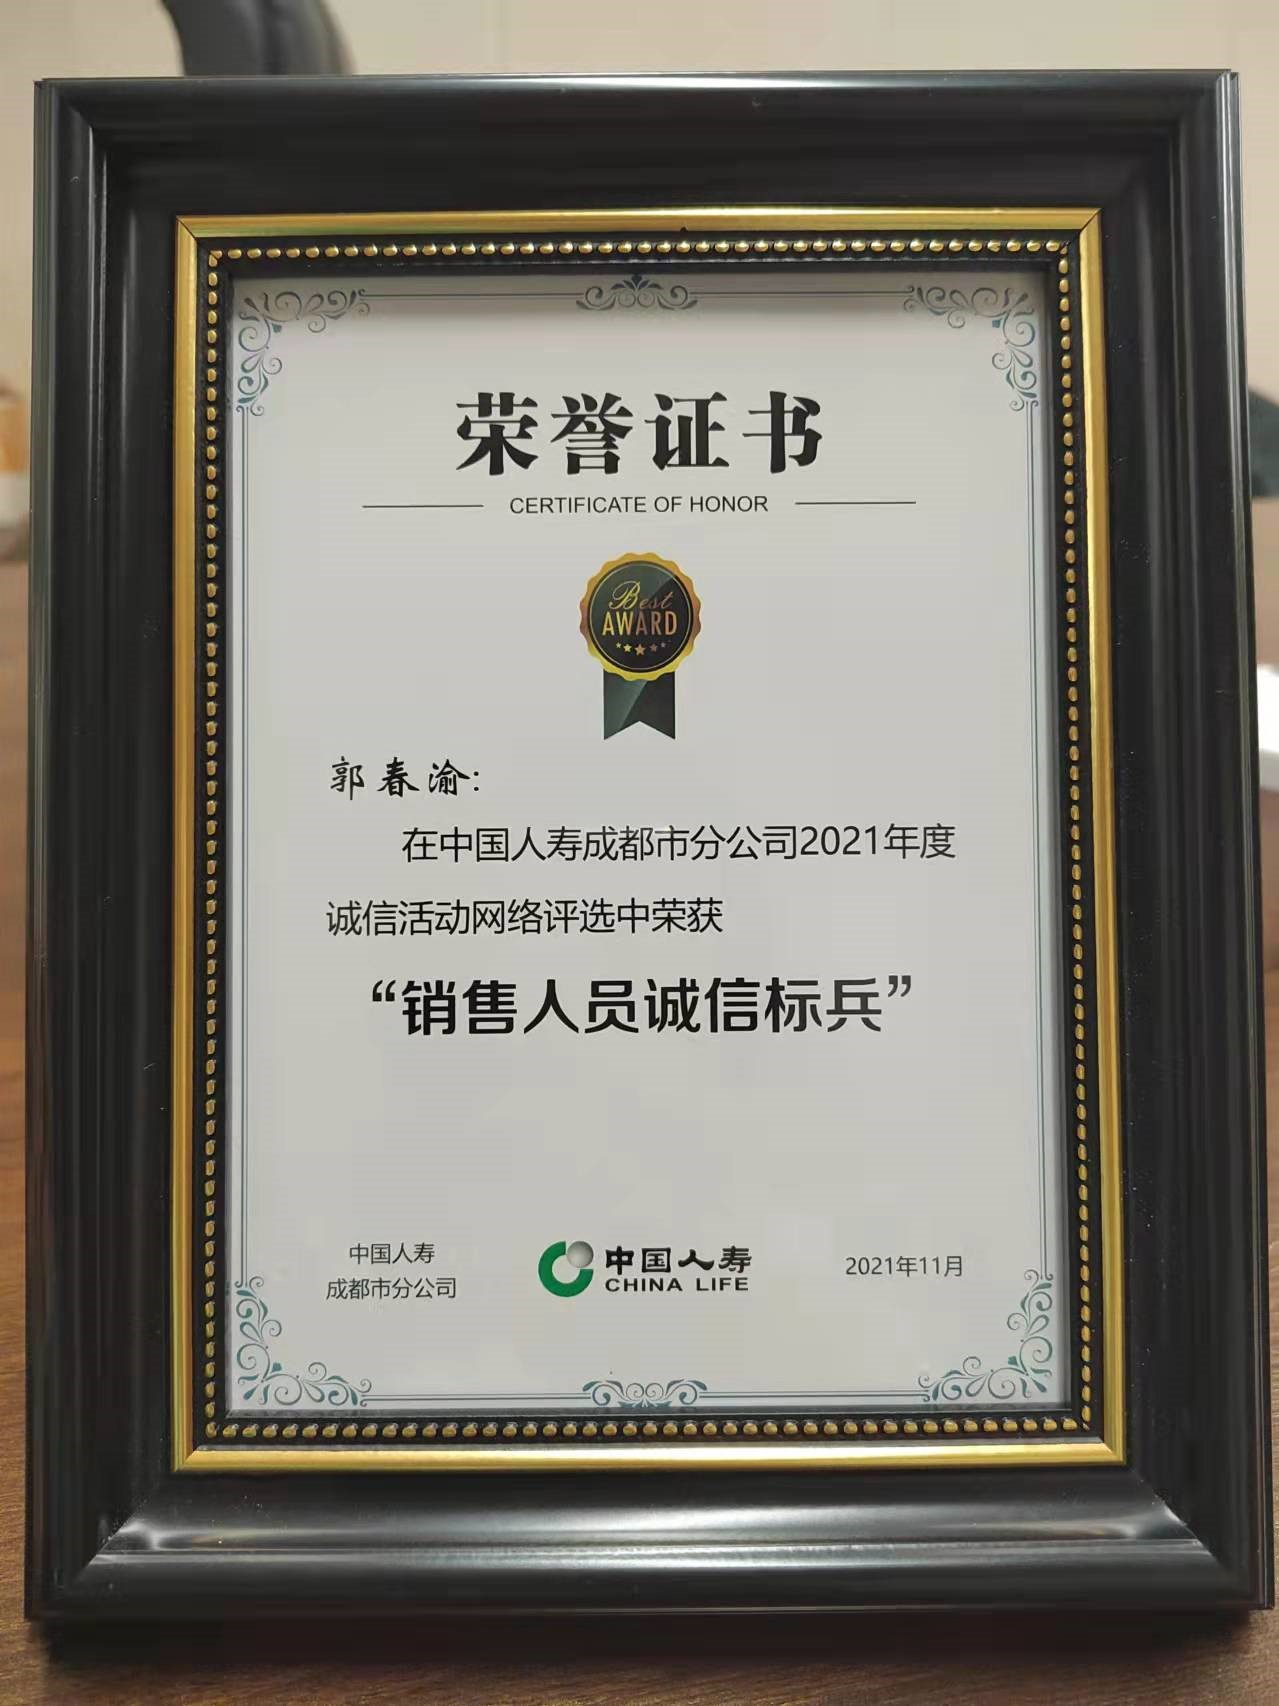 荣誉证书
CERTIFICATE OF HONOR
Best
AWARD
郭春渝:
在中国人寿成都市分公司2021年度
诚信活动网络评选中荣获
“销售人员诚信标兵”
中国人寿
成都市分公司
中国人寿
CHINA LIFE
2021年11月